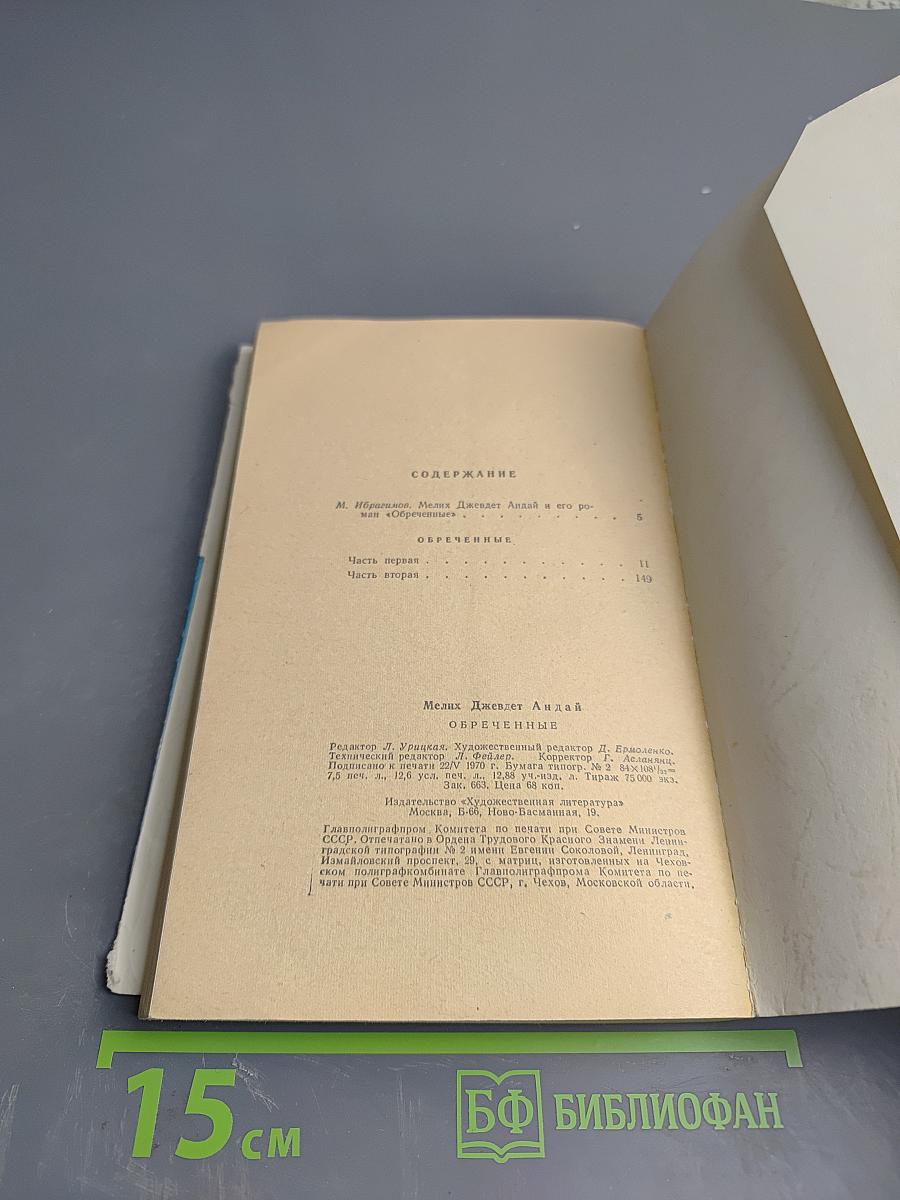 СОДЕРЖАНИЕ
М. Ибрагимов. Мелих Джевдет Андай и его ро-
ман «Обреченные» . . . . . . . . . 5
ОБРЕЧЕННЫЕ
Часть первая . . . . . . . . . . . 11
Часть вторая . . . . . . . . . . . 149
Мелих Джевдет Андай
ОБРЕЧЕННЫЕ
Редактор Л. Урицкая. Художественный редактор Д. Ермоленко.
Технический редактор Л. Фейлер. Корректор Г. Асланянц.
Подписано к печати 22/V 1970 г. Бумага типогр. № 2 84×108¹/₃₂=
7,5 печ. л., 12,6 усл. печ. л., 12,88 уч.-изд. л. Тираж 75 000 экз.
Зак. 663. Цена 68 коп.
Издательство «Художественная литература»
Москва, Б-66, Ново-Басманная, 19.
Главполиграфпром Комитета по печати при Совете Министров
СССР. Отпечатано в Ордена Трудового Красного Знамени Ленин-
градской типографии № 2 имени Евгении Соколовой, Ленинград,
Измайловский проспект, 29, с матриц, изготовленных на Чехов-
ском полиграфкомбинате Главполиграфпрома Комитета по пе-
чати при Совете Министров СССР, г. Чехов, Московской области.
15 см
БФ БИБЛИОФАН